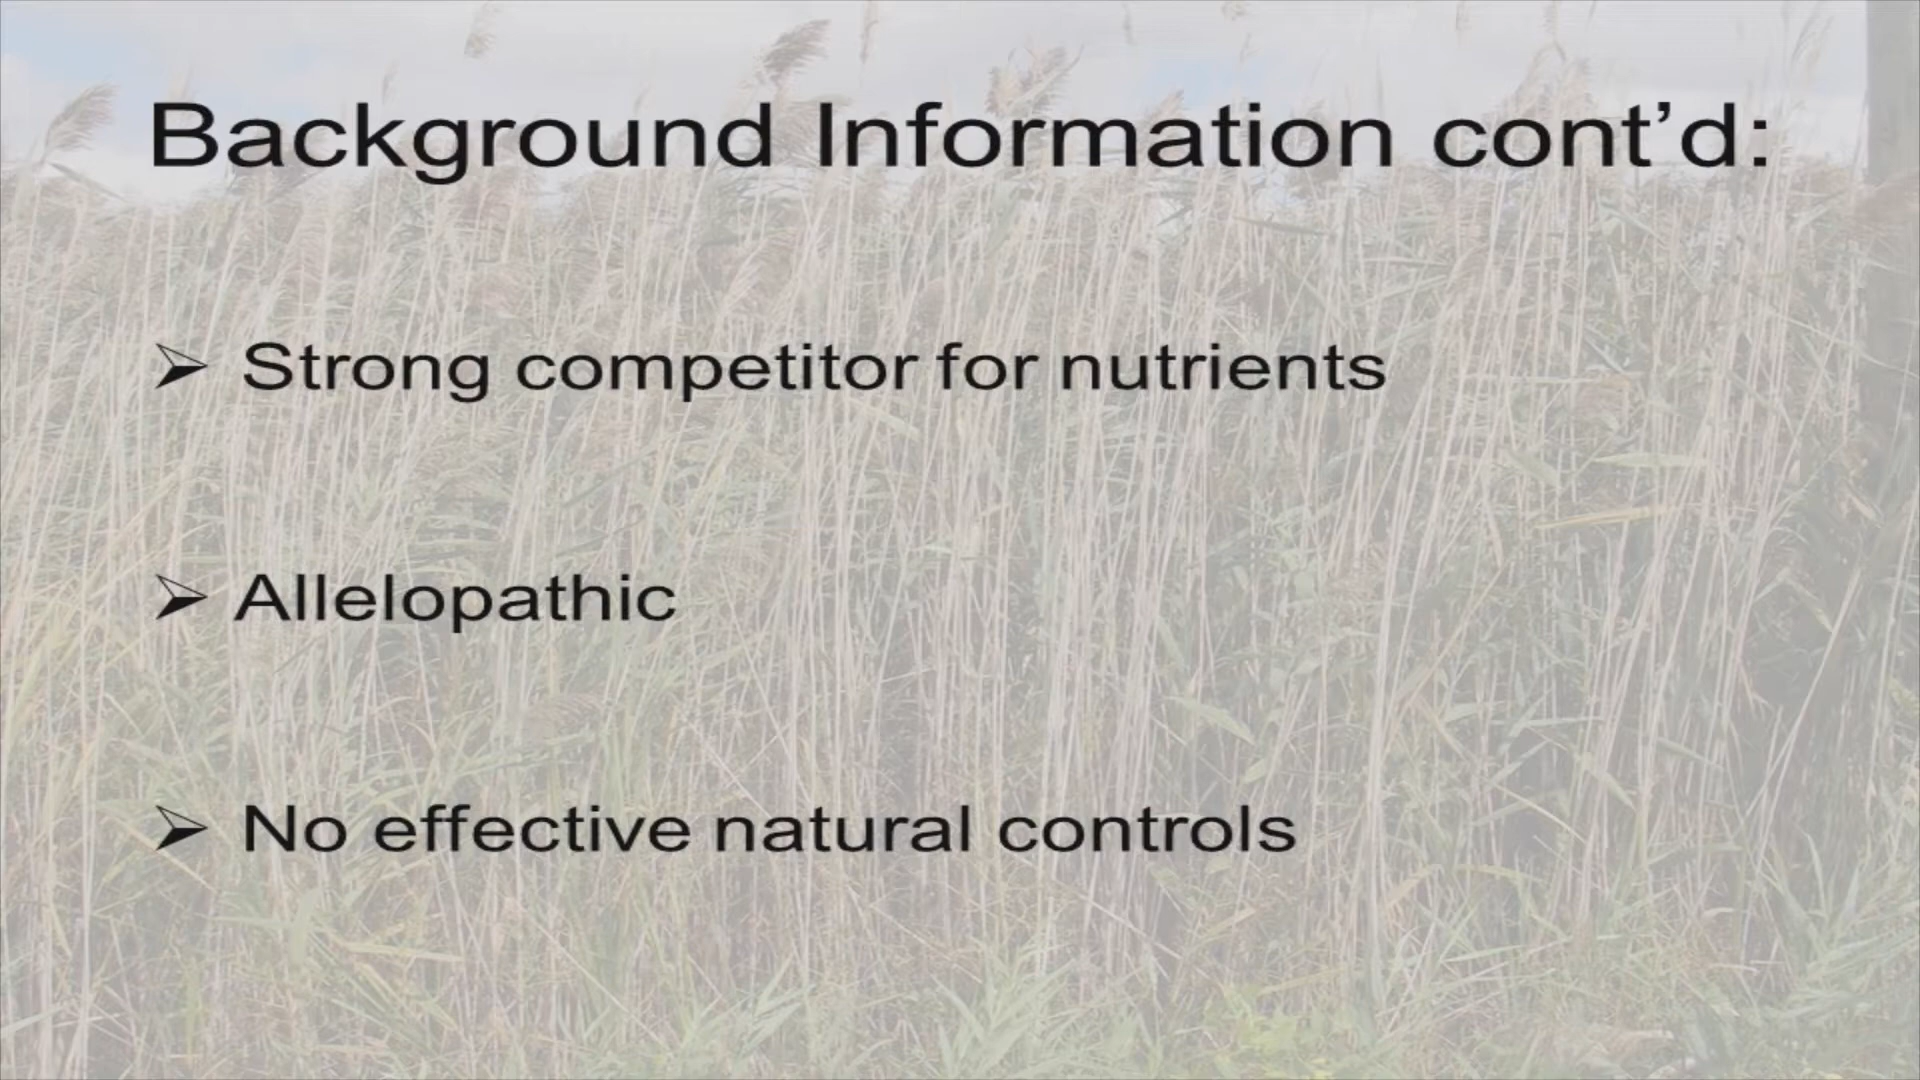 Background Information cont’d:
➢ Strong competitor for nutrients
➢ Allelopathic
➢ No effective natural controls